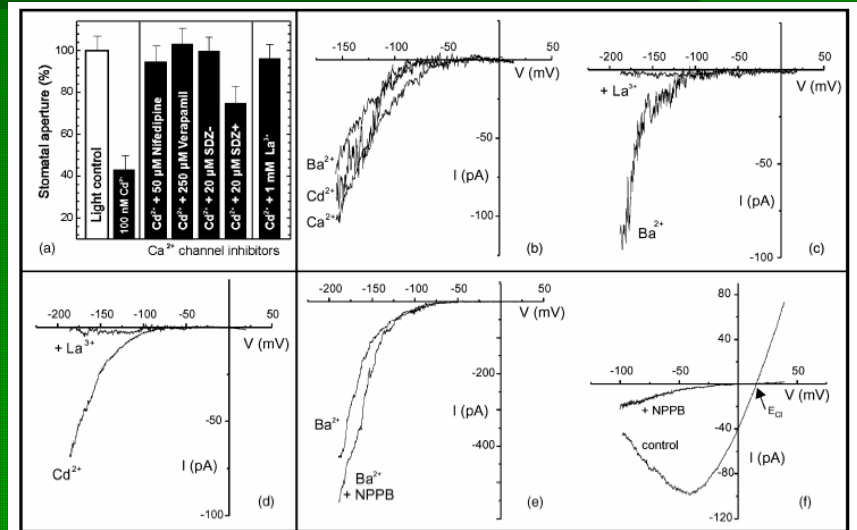 Stomatal aperture (%)
100
80
60
40
20
Light control
100 nM Cd²⁺
Cd²⁺ + 50 µM Nifedipine
Cd²⁺ + 250 µM Verapamil
Cd²⁺ + 20 µM SDZ-
Cd²⁺ + 20 µM SDZ+
Cd²⁺ + 1 mM La³⁺
(a)
Ca²⁺ channel inhibitors
-150 -100 -50 50
V (mV)
-50
I (pA)
-100
Ba²⁺
Cd²⁺
Ca²⁺
(b)
-200 -150 -100 -50 50
V (mV)
+ La³⁺
-50
I (pA)
Ba²⁺
-100
(c)
-200 -150 -100 -50 50
V (mV)
+ La³⁺
-50
I (pA)
Cd²⁺
-100
(d)
-200 -150 -100 -50 50
V (mV)
-200
I (pA)
-300
-400
-500
Ba²⁺
Ba²⁺
+ NPPB
(e)
80
40
-100 -50 50
V (mV)
+ NPPB
E_Cl
control
-40
I (pA)
-80
-120
(f)